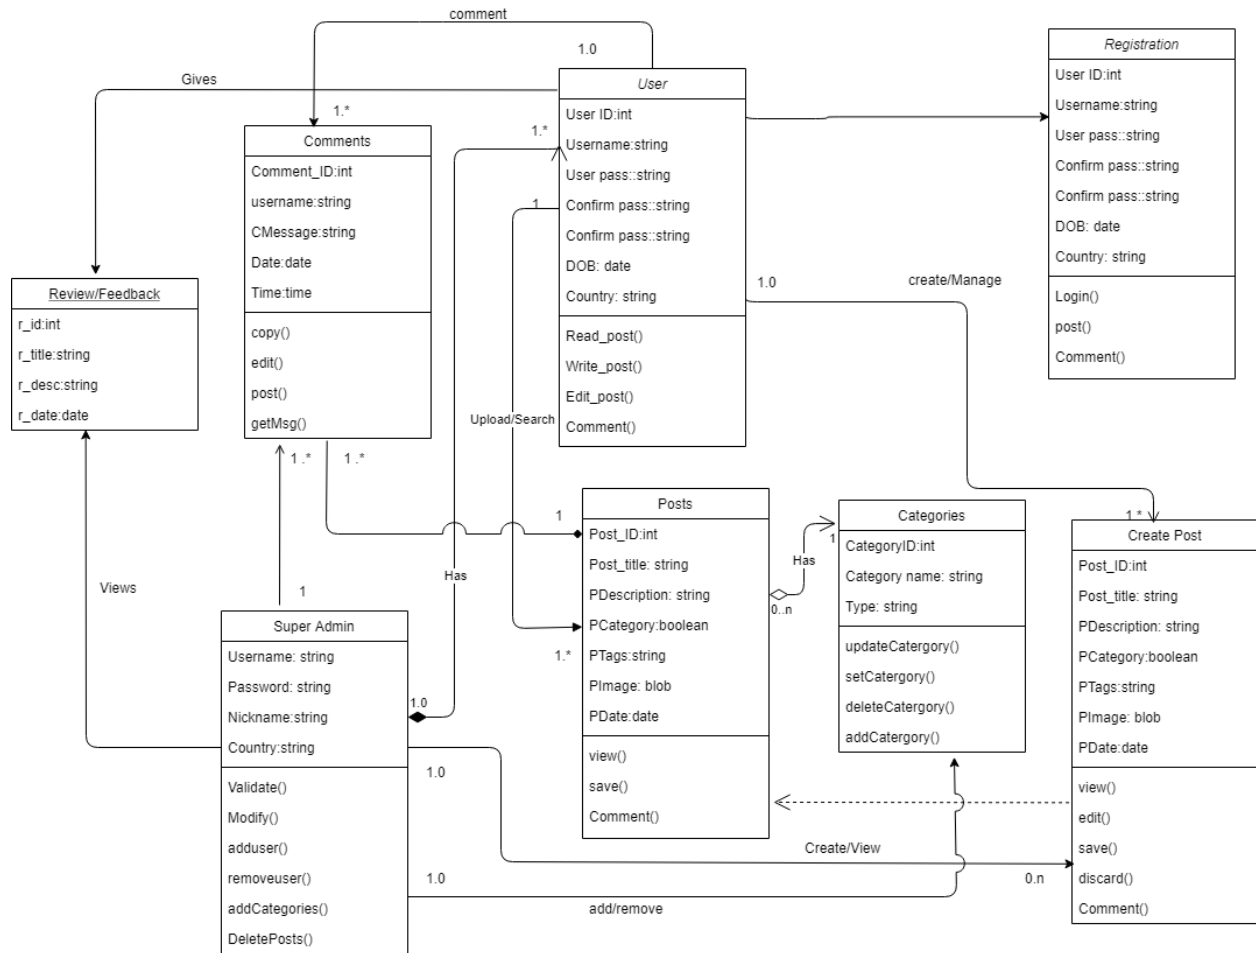 comment
1.0
Gives
1.*
User
User ID:int
Username:string
User pass::string
Confirm pass::string
Confirm pass::string
DOB: date
Country: string
Read_post()
Write_post()
Edit_post()
Comment()
Registration
User ID:int
Username:string
User pass::string
Confirm pass::string
Confirm pass::string
DOB: date
Country: string
Login()
post()
Comment()
Comments
Comment_ID:int
username:string
CMessage:string
Date:date
Time:time
copy()
edit()
post()
getMsg()
1.*
1
1.0
create/Manage
Review/Feedback
r_id:int
r_title:string
r_desc:string
r_date:date
Upload/Search
1 .*
1.*
1
Posts
Post_ID:int
Post_title: string
PDescription: string
PCategory:boolean
PTags:string
PImage: blob
PDate:date
view()
save()
Comment()
Categories
CategoryID:int
Category name: string
Type: string
updateCatergory()
setCatergory()
deleteCatergory()
addCatergory()
1
Has
0..n
1 *
Create Post
Post_ID:int
Post_title: string
PDescription: string
PCategory:boolean
PTags:string
PImage: blob
PDate:date
view()
edit()
save()
discard()
Comment()
Views
1
Has
1.*
Super Admin
Username: string
Password: string
Nickname:string
Country:string
Validate()
Modify()
adduser()
removeuser()
addCategories()
DeletePosts()
1.0
1.0
Create/View
0.n
1.0
add/remove